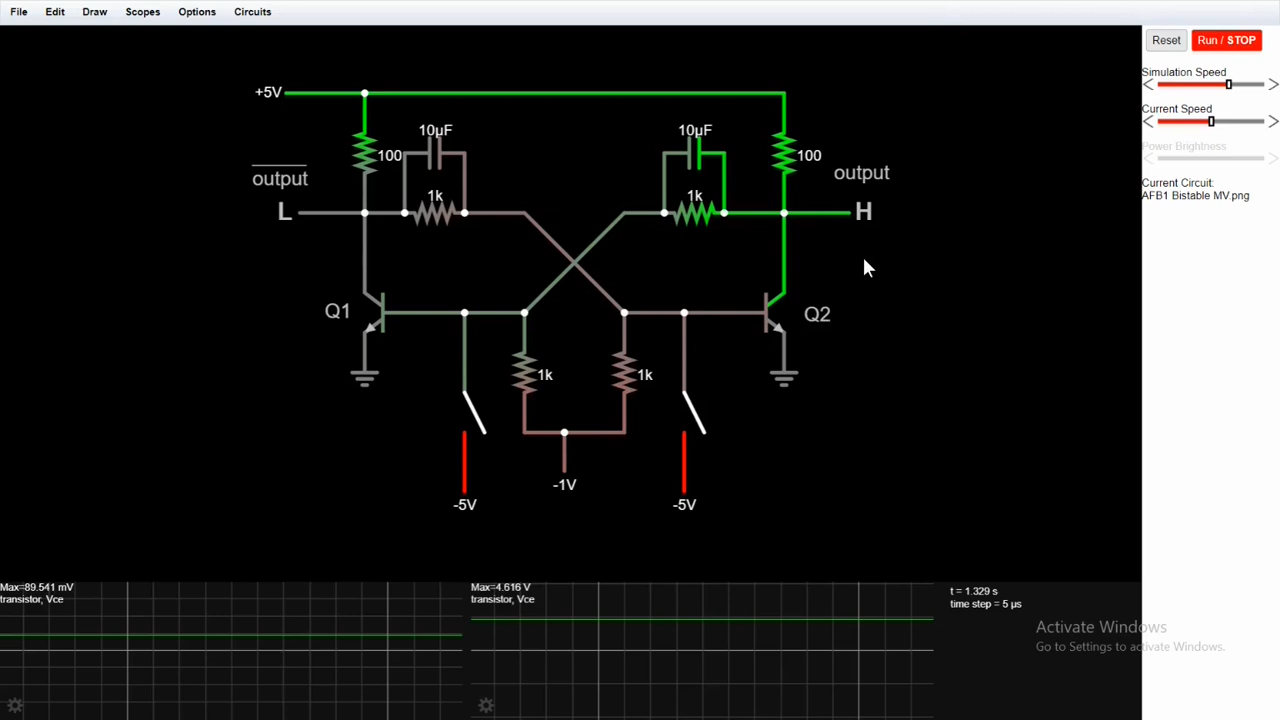 File Edit Draw Scopes Options Circuits
Reset Run / STOP
Simulation Speed
Current Speed
Power Brightness
Current Circuit:
AFB1 Bistable MV.png
+5V
10µF 10µF
100 100
1k 1k
output output
L H
Q1 Q2
1k 1k
-1V
-5V -5V
Max=89.541 mV
transistor, Vce
Max=4.616 V
transistor, Vce
t = 1.329 s
time step = 5 µs
Activate Windows
Go to Settings to activate Windows.